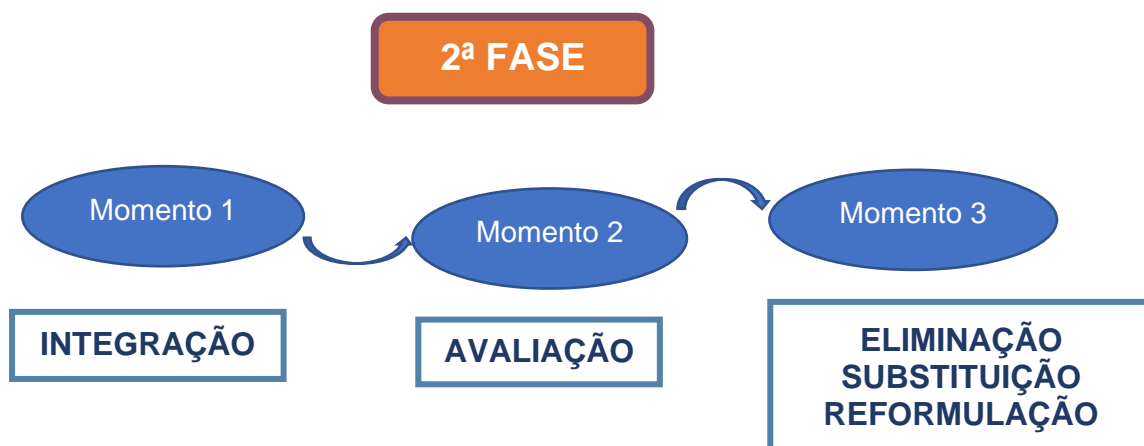 2ª FASE
Momento 1
Momento 2
Momento 3
INTEGRAÇÃO
AVALIAÇÃO
ELIMINAÇÃO
SUBSTITUIÇÃO
REFORMULAÇÃO